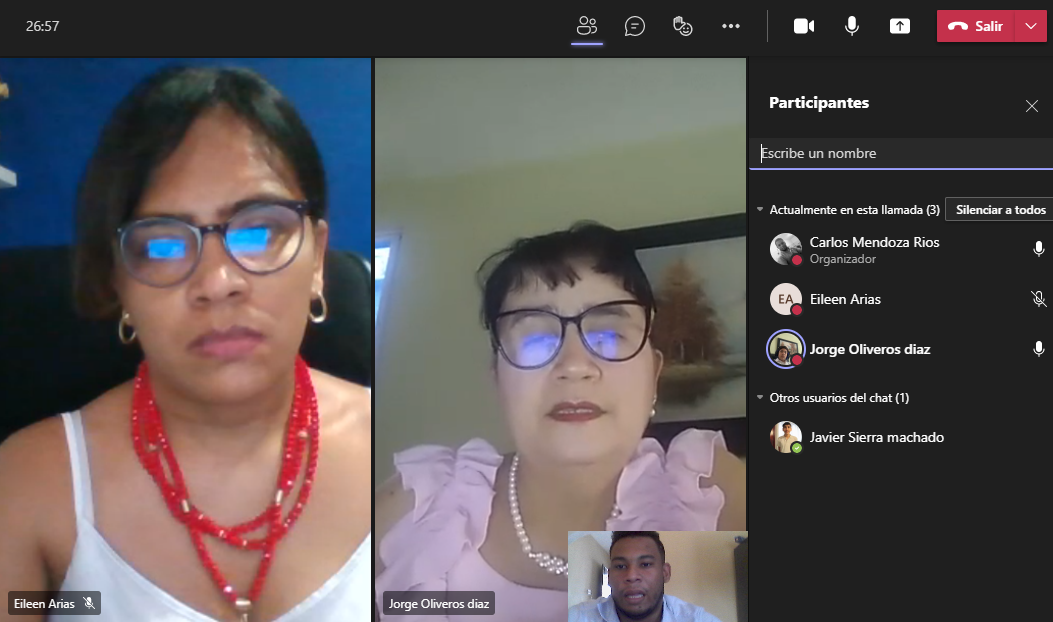 26:57
Salir
Participantes
Escribe un nombre
Actualmente en esta llamada (3)
Silenciar a todos
Carlos Mendoza Rios
Organizador
EA
Eileen Arias
Jorge Oliveros diaz
Otros usuarios del chat (1)
Javier Sierra machado
Eileen Arias
Jorge Oliveros diaz